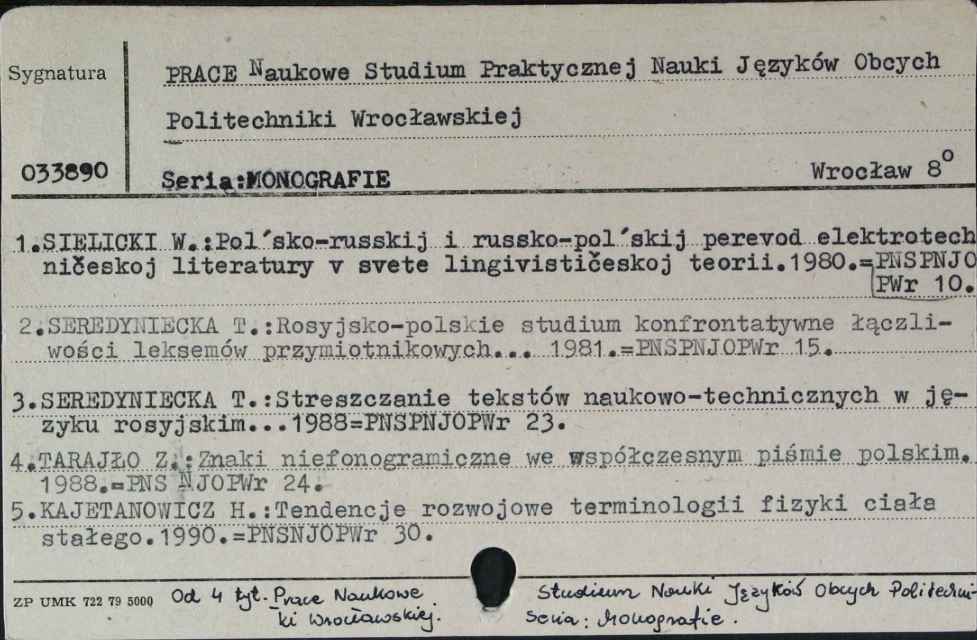 Sygnatura
PRACE Naukowe Studium Praktycznej Nauki Języków Obcych
Politechniki Wrocławskiej
033890
Seria:MONOGRAFIE
Wrocław 8°
1.SIELICKI W.:Pol´sko-russkij i russko-pol´skij perevod elektrotech
ničeskoj literatury v svete lingivističeskoj teorii.1980.=PNSPNJO
PWr 10.
2.SEREDYNIECKA T.:Rosyjsko-polskie studium konfrontatywne łączli-
wości leksemów przymiotnikowych... 1981.=PNSPNJOPWr 15.
3.SEREDYNIECKA T.:Streszczanie tekstów naukowo-technicznych w ję-
zyku rosyjskim...1988=PNSPNJOPWr 23.
4.TARAJŁO Z.:Znaki niefonogramiczne we współczesnym piśmie polskim.
1988.=PNS NJOPWr 24.
5.KAJETANOWICZ H.:Tendencje rozwojowe terminologii fizyki ciała
stałego.1990.=PNSNJOPWr 30.
ZP UMK 722 79 5000
Od 4 tyt. Prace Naukowe Studium Nauki Języków Obcych Politechni-
ki Wrocławskiej. Seria: Monografie.